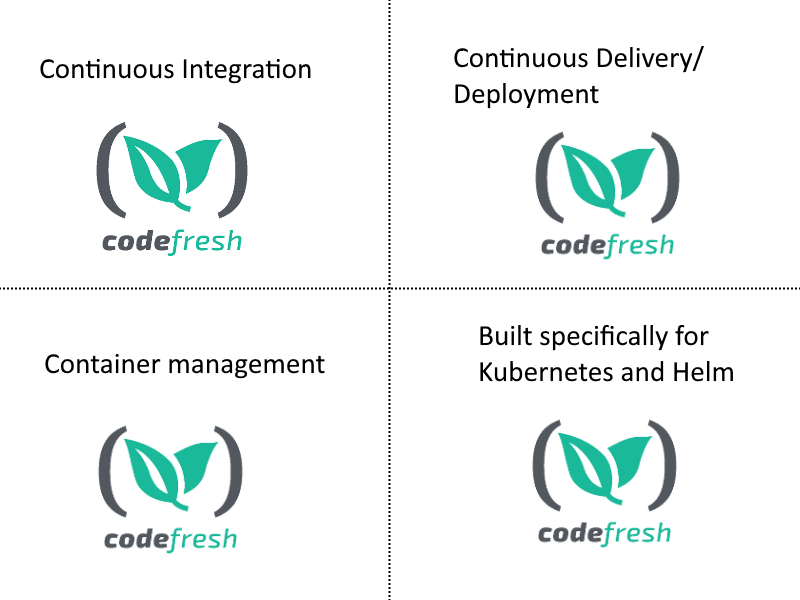 Continuous Integration
codefresh
Continuous Delivery/
Deployment
codefresh
Container management
codefresh
Built specifically for
Kubernetes and Helm
codefresh